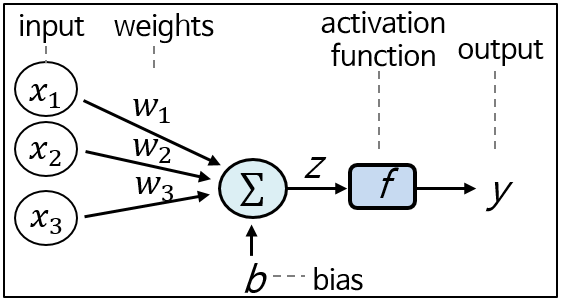 input weights activation function output
x₁ w₁
x₂ w₂
x₃ w₃
Σ z f y
b bias